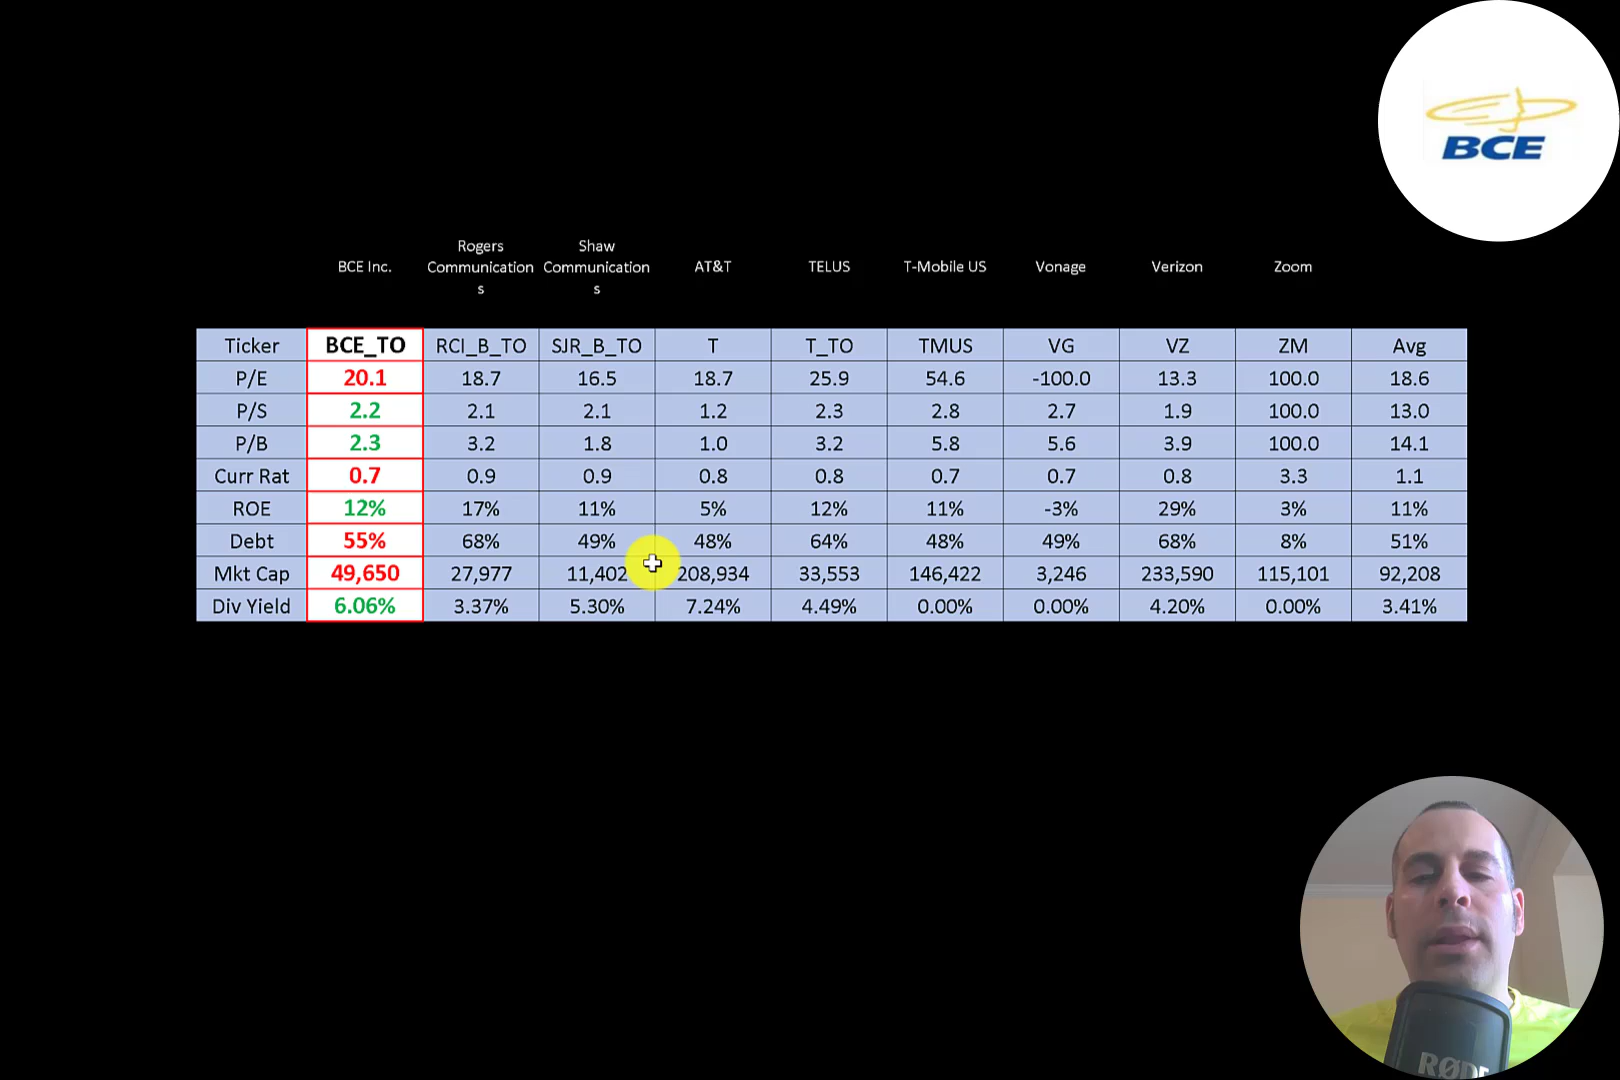 BCE
Rogers Shaw
BCE Inc. Communication Communication AT&T TELUS T-Mobile US Vonage Verizon Zoom
s s
Ticker BCE_TO RCI_B_TO SJR_B_TO T T_TO TMUS VG VZ ZM Avg
P/E 20.1 18.7 16.5 18.7 25.9 54.6 -100.0 13.3 100.0 18.6
P/S 2.2 2.1 2.1 1.2 2.3 2.8 2.7 1.9 100.0 13.0
P/B 2.3 3.2 1.8 1.0 3.2 5.8 5.6 3.9 100.0 14.1
Curr Rat 0.7 0.9 0.9 0.8 0.8 0.7 0.7 0.8 3.3 1.1
ROE 12% 17% 11% 5% 12% 11% -3% 29% 3% 11%
Debt 55% 68% 49% 48% 64% 48% 49% 68% 8% 51%
Mkt Cap 49,650 27,977 11,402 208,934 33,553 146,422 3,246 233,590 115,101 92,208
Div Yield 6.06% 3.37% 5.30% 7.24% 4.49% 0.00% 0.00% 4.20% 0.00% 3.41%
RØDE